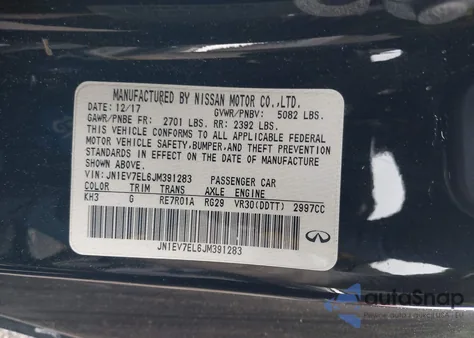 MANUFACTURED BY NISSAN MOTOR CO.,LTD.
DATE: 12/17 GVWR/PNBV: 5082 LBS.
GAWR/PNBE FR: 2701 LBS. RR: 2392 LBS.
THIS VEHICLE CONFORMS TO ALL APPLICABLE FEDERAL
MOTOR VEHICLE SAFETY, BUMPER, AND THEFT PREVENTION
STANDARDS IN EFFECT ON THE DATE OF MANUFACTURE
SHOWN ABOVE.
VIN: JN1EV7EL6JM391283 PASSENGER CAR
COLOR TRIM TRANS AXLE ENGINE
KH3 G RE7R01A RG29 VR30(DDTT) 2997CC
JN1EV7EL6JM391283
INFINITI
autoSnap